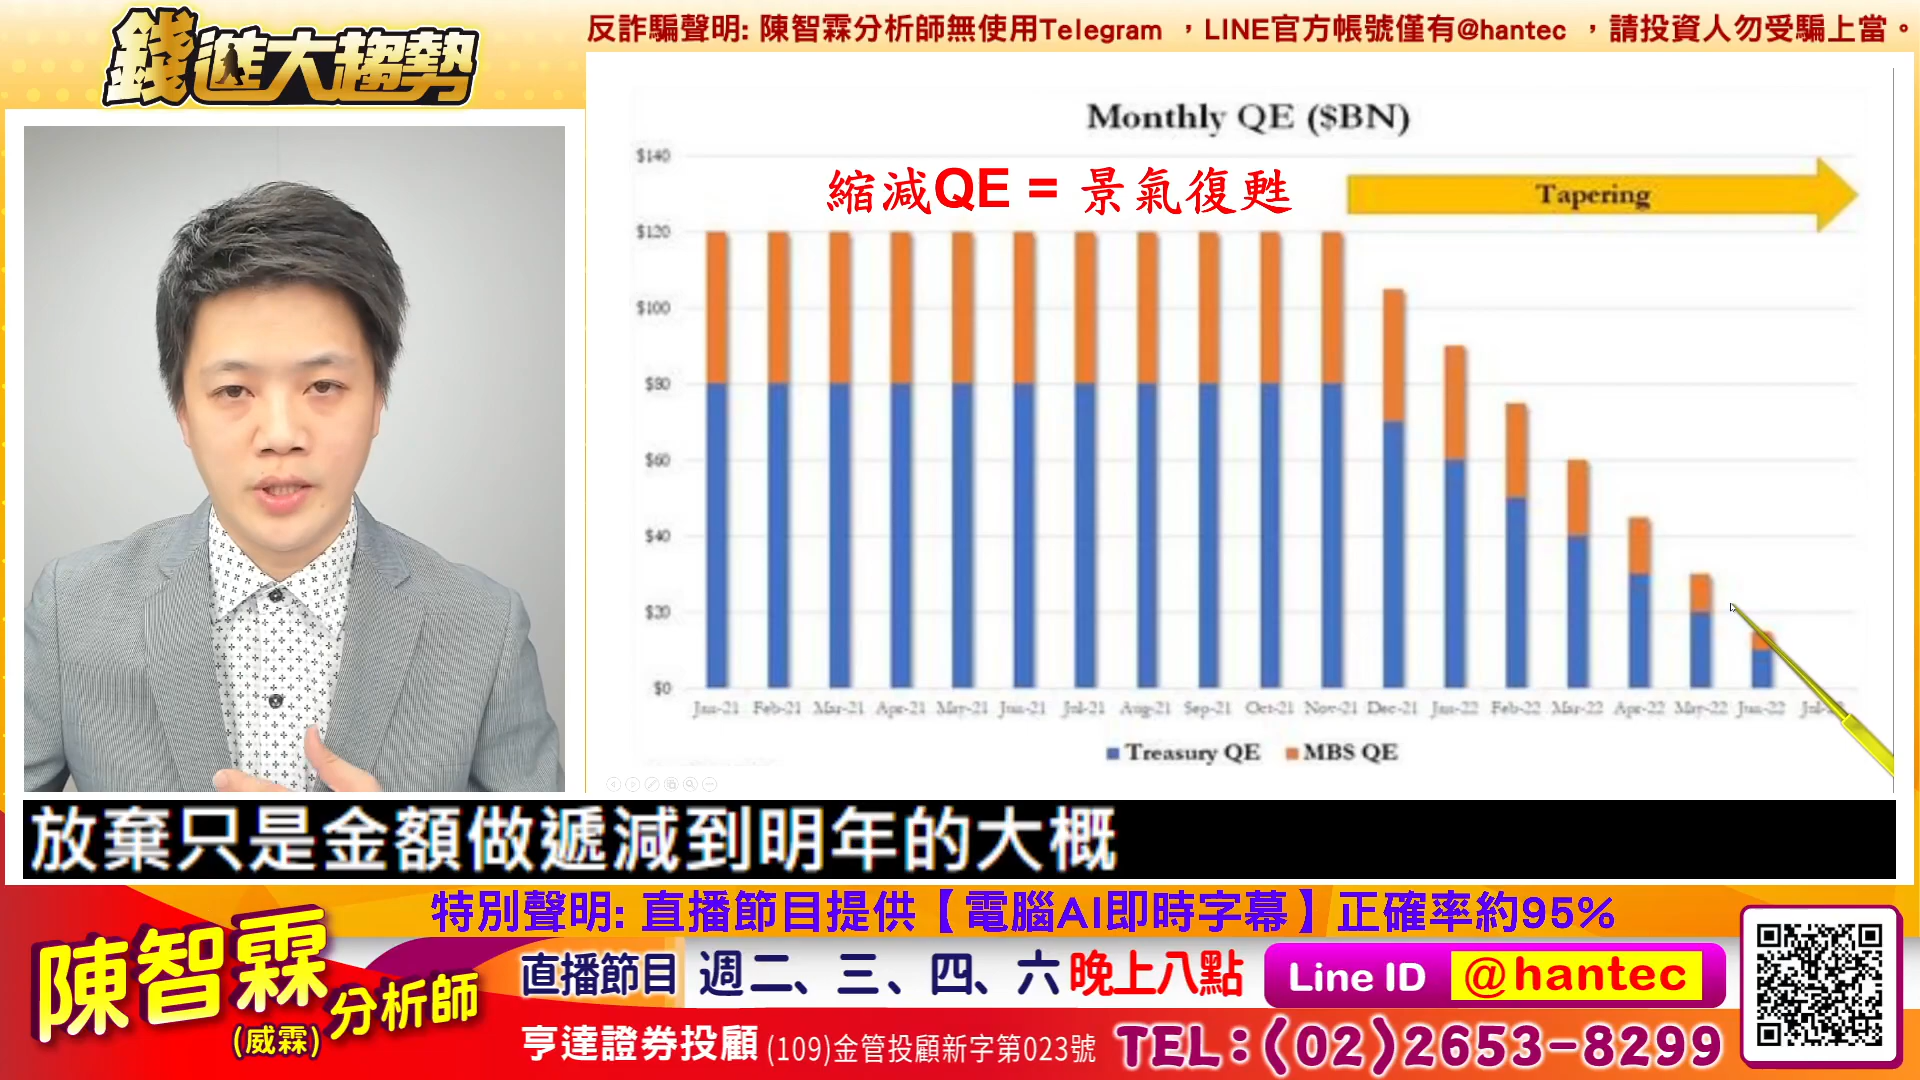 錢進大趨勢
反詐騙聲明: 陳智霖分析師無使用Telegram ，LINE官方帳號僅有@hantec ，請投資人勿受騙上當。
Monthly QE ($BN)
縮減QE = 景氣復甦
Tapering
$140
$120
$100
$80
$60
$40
$20
$0
Jan-21 Feb-21 Mar-21 Apr-21 May-21 Jun-21 Jul-21 Aug-21 Sep-21 Oct-21 Nov-21 Dec-21 Jan-22 Feb-22 Mar-22 Apr-22 May-22 Jun-22
Treasury QE MBS QE
放棄只是金額做遞減到明年的大概
特別聲明: 直播節目提供【電腦AI即時字幕】正確率約95%
陳智霖
(威霖)
分析師
直播節目 週二、三、四、六 晚上八點
Line ID @hantec
亨達證券投顧 (109)金管投顧新字第023號 TEL:(02)2653-8299